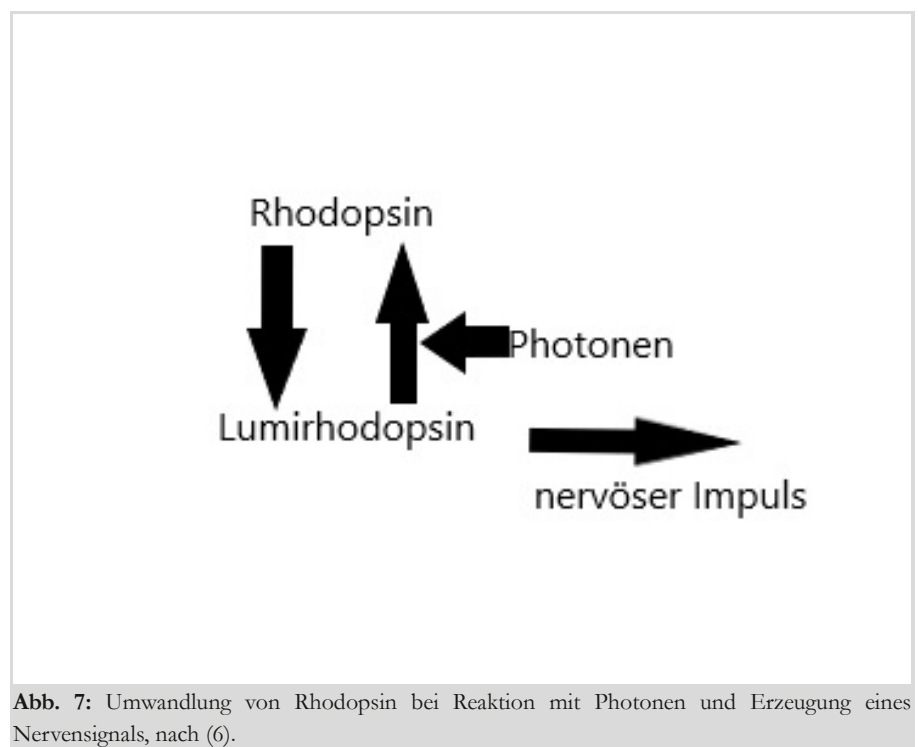 Rhodopsin
Photonen
Lumirhodopsin
nervöser Impuls
Abb. 7: Umwandlung von Rhodopsin bei Reaktion mit Photonen und Erzeugung eines
Nervensignals, nach (6).